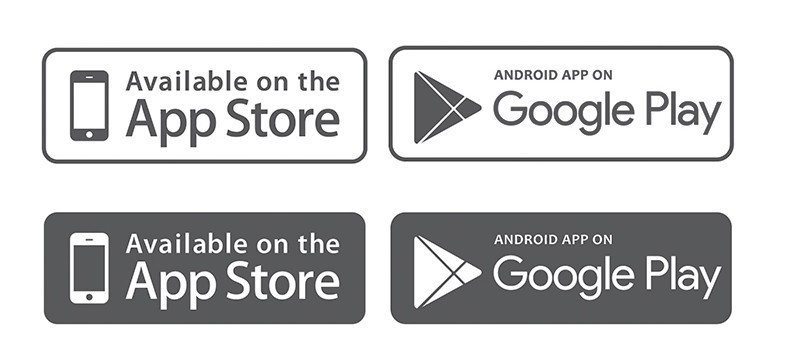 Available on the
App Store
ANDROID APP ON
Google Play
Available on the
App Store
ANDROID APP ON
Google Play